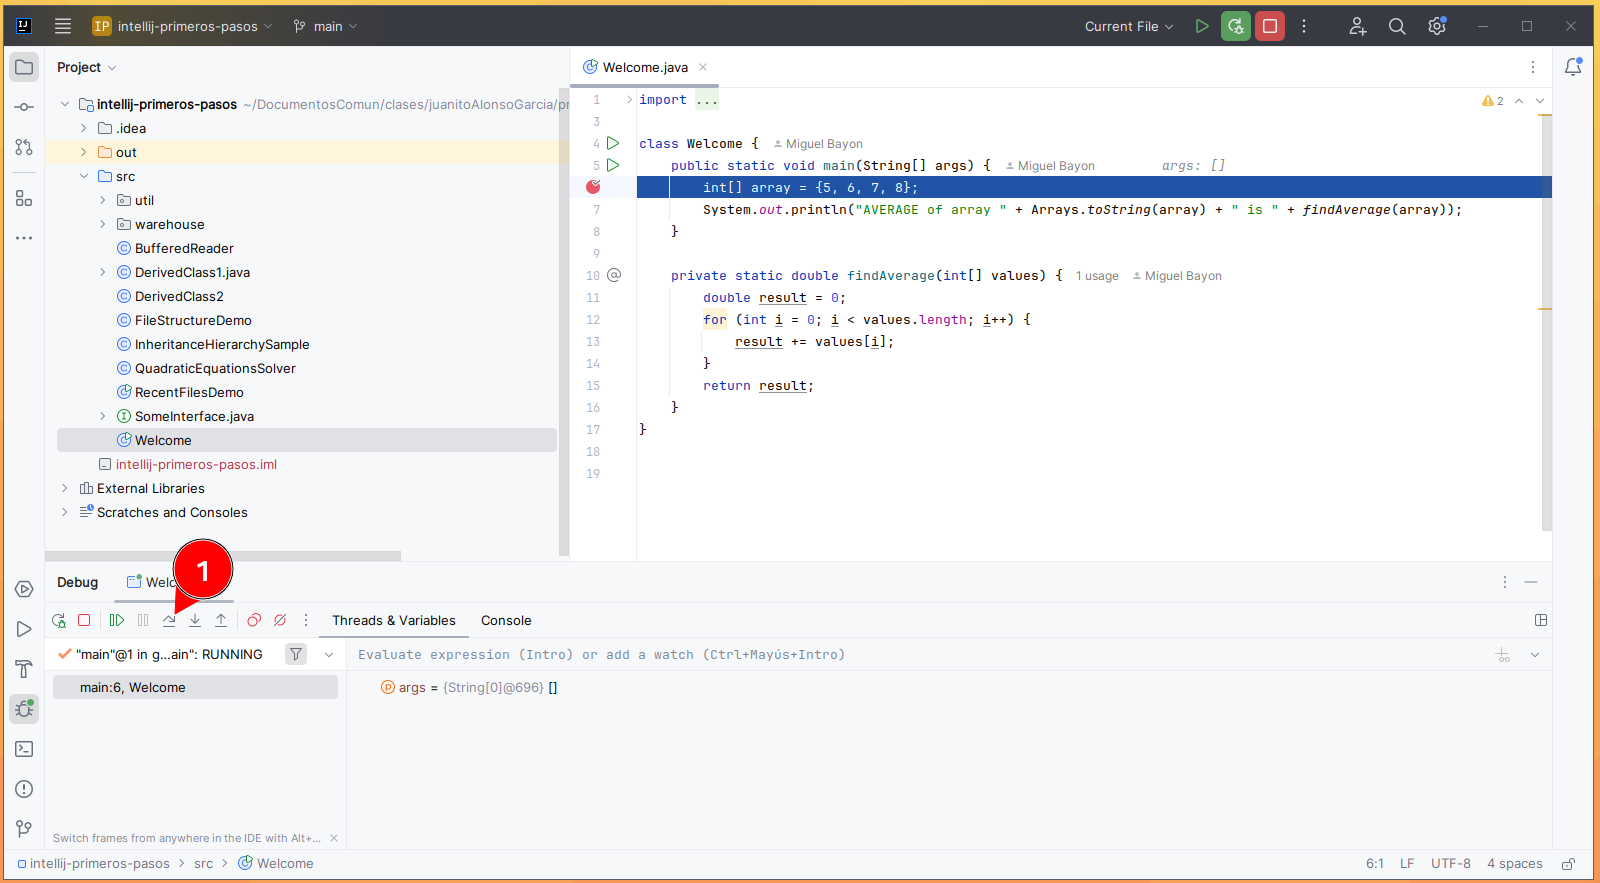 IJ
IP intellij-primeros-pasos
main
Current File
Project
intellij-primeros-pasos ~/DocumentosComun/clases/juanitoAlonsoGarcia/pr
.idea
out
src
util
warehouse
BufferedReader
DerivedClass1.java
DerivedClass2
FileStructureDemo
InheritanceHierarchySample
QuadraticEquationsSolver
RecentFilesDemo
SomeInterface.java
Welcome
intellij-primeros-pasos.iml
External Libraries
Scratches and Consoles
Welcome.java
2
1 import ...
3
4 class Welcome { Miguel Bayon
5 public static void main(String[] args) { Miguel Bayon args: []
int[] array = {5, 6, 7, 8};
7 System.out.println("AVERAGE of array " + Arrays.toString(array) + " is " + findAverage(array));
8 }
9
10 @ private static double findAverage(int[] values) { 1 usage Miguel Bayon
11 double result = 0;
12 for (int i = 0; i < values.length; i++) {
13 result += values[i];
14 }
15 return result;
16 }
17 }
18
19
1
Debug
Welc
Threads & Variables
Console
"main"@1 in g...ain": RUNNING
main:6, Welcome
Evaluate expression (Intro) or add a watch (Ctrl+Mayús+Intro)
args = {String[0]@696} []
Switch frames from anywhere in the IDE with Alt+...
intellij-primeros-pasos > src > Welcome
6:1 LF UTF-8 4 spaces